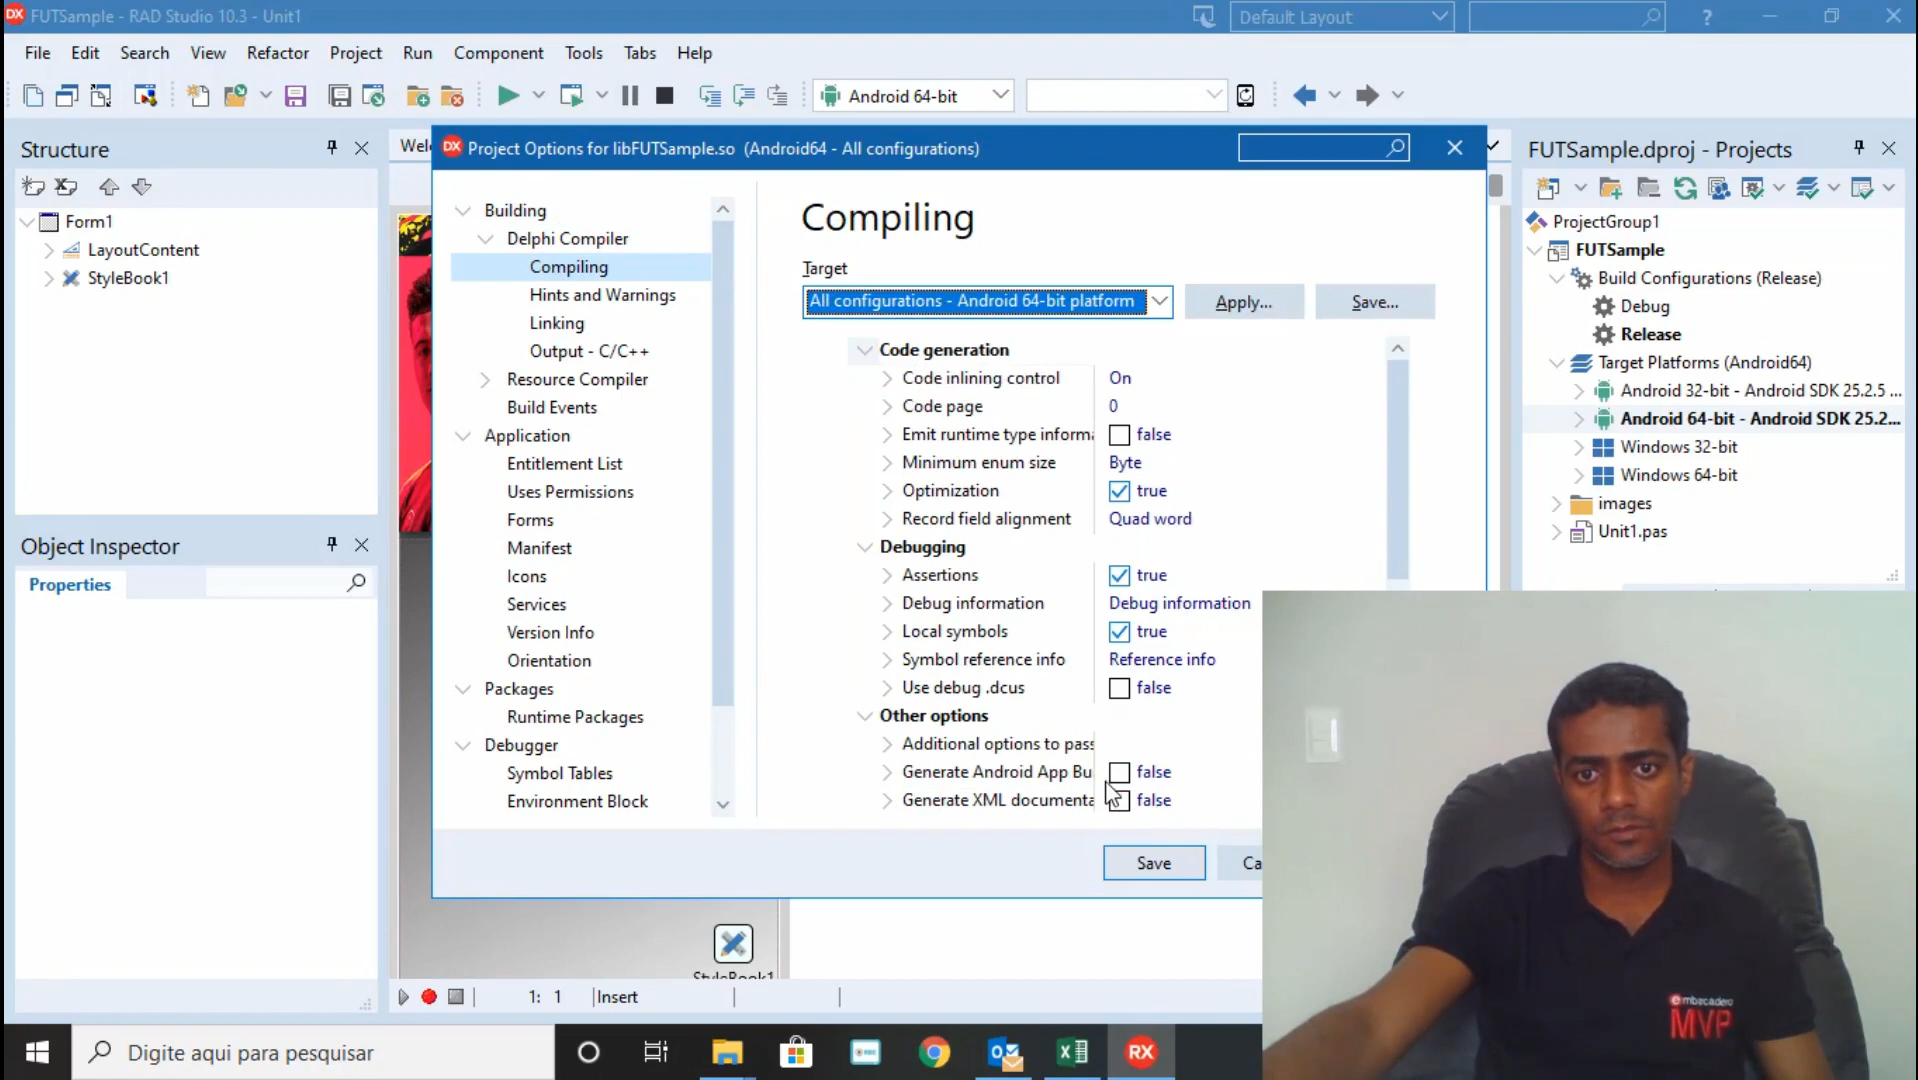 FUTSample - RAD Studio 10.3 - Unit1
Default Layout
?
File Edit Search View Refactor Project Run Component Tools Tabs Help
Android 64-bit
Structure
Form1
LayoutContent
StyleBook1
Object Inspector
Properties
Project Options for libFUTSample.so (Android64 - All configurations)
Building
Delphi Compiler
Compiling
Hints and Warnings
Linking
Output - C/C++
Resource Compiler
Build Events
Application
Entitlement List
Uses Permissions
Forms
Manifest
Icons
Services
Version Info
Orientation
Packages
Runtime Packages
Debugger
Symbol Tables
Environment Block
Compiling
Target
All configurations - Android 64-bit platform
Apply...
Save...
Code generation
Code inlining control On
Code page 0
Emit runtime type informa false
Minimum enum size Byte
Optimization true
Record field alignment Quad word
Debugging
Assertions true
Debug information Debug information
Local symbols true
Symbol reference info Reference info
Use debug .dcus false
Other options
Additional options to pass
Generate Android App Bu false
Generate XML documenta false
Save
Ca
FUTSample.dproj - Projects
ProjectGroup1
FUTSample
Build Configurations (Release)
Debug
Release
Target Platforms (Android64)
Android 32-bit - Android SDK 25.2.5 ...
Android 64-bit - Android SDK 25.2...
Windows 32-bit
Windows 64-bit
images
Unit1.pas
StyleBook1
1: 1 Insert
embarcadero
MVP
Digite aqui para pesquisar
RX